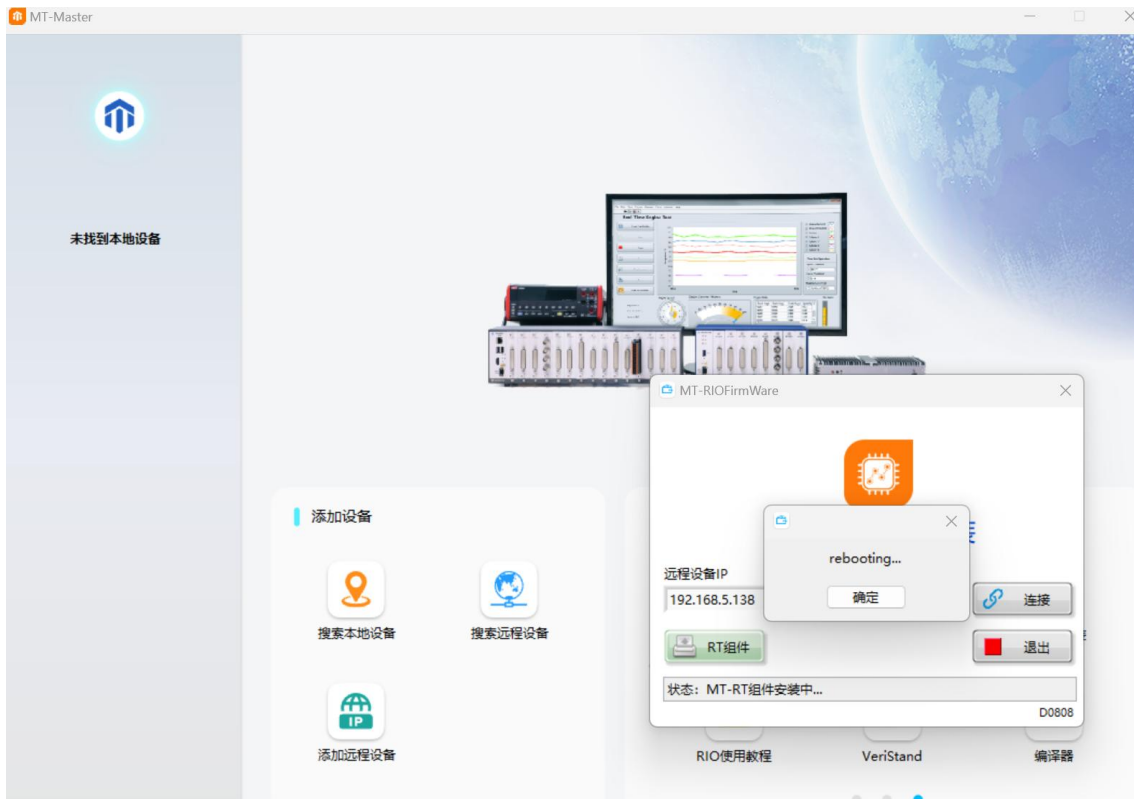 MT-Master
未找到本地设备
Real Time Engine Test
添加设备
搜索本地设备
搜索远程设备
添加远程设备
MT-RIOFirmWare
rebooting...
确定
远程设备IP
192.168.5.138
连接
RT组件
退出
状态：MT-RT组件安装中...
D0808
RIO使用教程
VeriStand
编译器